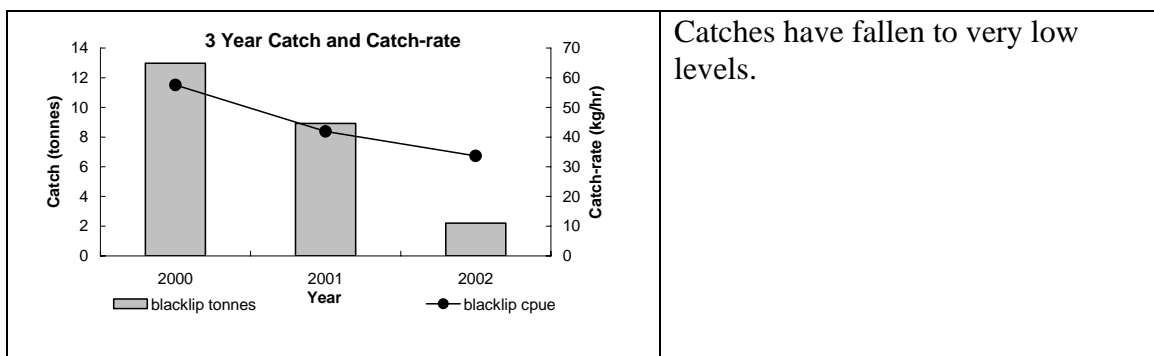 3 Year Catch and Catch-rate
14
12
10
8
6
4
2
0
Catch (tonnes)
70
60
50
40
30
20
10
0
Catch-rate (kg/hr)
2000 2001 2002
Year
blacklip tonnes blacklip cpue
Catches have fallen to very low
levels.